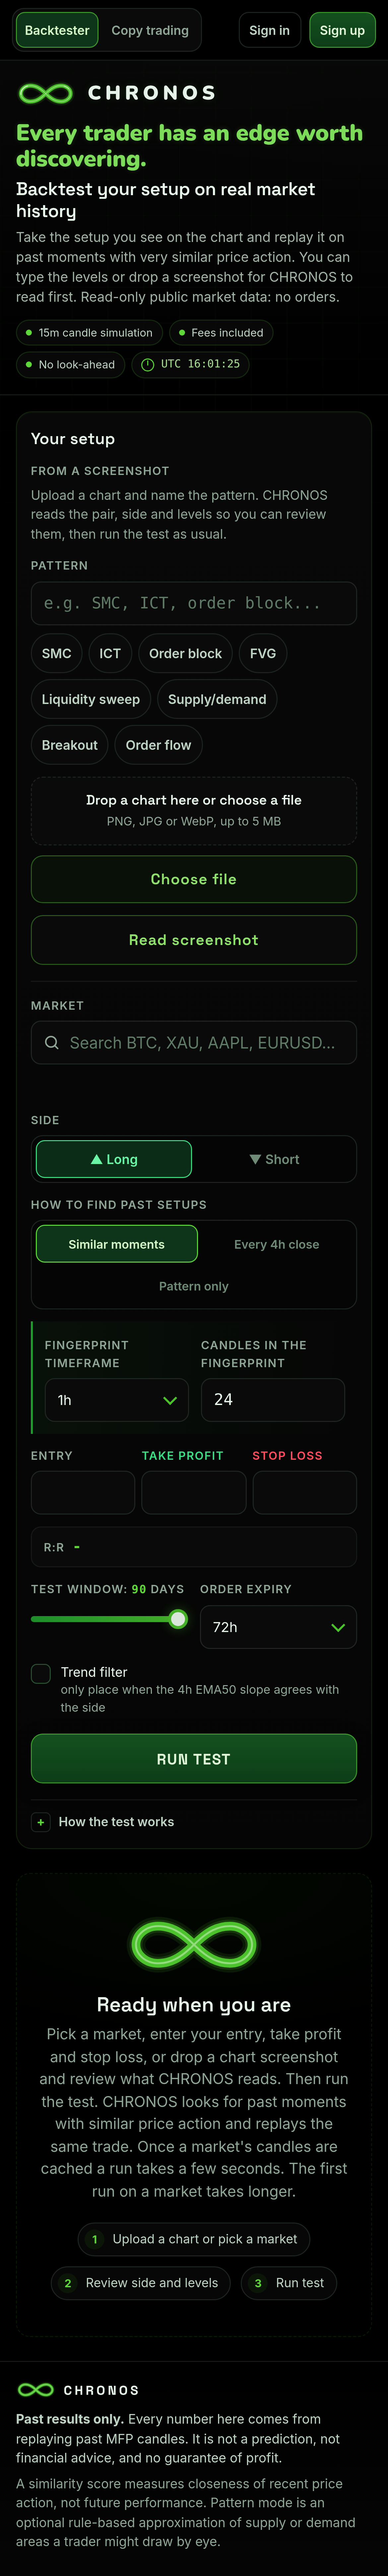 Backtester
Copy trading
Sign in
Sign up
CHRONOS
Every trader has an edge worth
discovering.
Backtest your setup on real market
history
Take the setup you see on the chart and replay it on
past moments with very similar price action. You can
type the levels or drop a screenshot for CHRONOS to
read first. Read-only public market data: no orders.
15m candle simulation
Fees included
No look-ahead
UTC 16:01:25
Your setup
FROM A SCREENSHOT
Upload a chart and name the pattern. CHRONOS
reads the pair, side and levels so you can review
them, then run the test as usual.
PATTERN
e.g. SMC, ICT, order block...
SMC
ICT
Order block
FVG
Liquidity sweep
Supply/demand
Breakout
Order flow
Drop a chart here or choose a file
PNG, JPG or WebP, up to 5 MB
Choose file
Read screenshot
MARKET
Search BTC, XAU, AAPL, EURUSD...
SIDE
▲ Long
▼ Short
HOW TO FIND PAST SETUPS
Similar moments
Every 4h close
Pattern only
FINGERPRINT
TIMEFRAME
1h
CANDLES IN THE
FINGERPRINT
24
ENTRY
TAKE PROFIT
STOP LOSS
R:R -
TEST WINDOW: 90 DAYS
ORDER EXPIRY
72h
Trend filter
only place when the 4h EMA50 slope agrees with
the side
RUN TEST
+ How the test works
Ready when you are
Pick a market, enter your entry, take profit
and stop loss, or drop a chart screenshot
and review what CHRONOS reads. Then run
the test. CHRONOS looks for past moments
with similar price action and replays the
same trade. Once a market's candles are
cached a run takes a few seconds. The first
run on a market takes longer.
1 Upload a chart or pick a market
2 Review side and levels
3 Run test
CHRONOS
Past results only. Every number here comes from
replaying past MFP candles. It is not a prediction, not
financial advice, and no guarantee of profit.
A similarity score measures closeness of recent price
action, not future performance. Pattern mode is an
optional rule-based approximation of supply or demand
areas a trader might draw by eye.